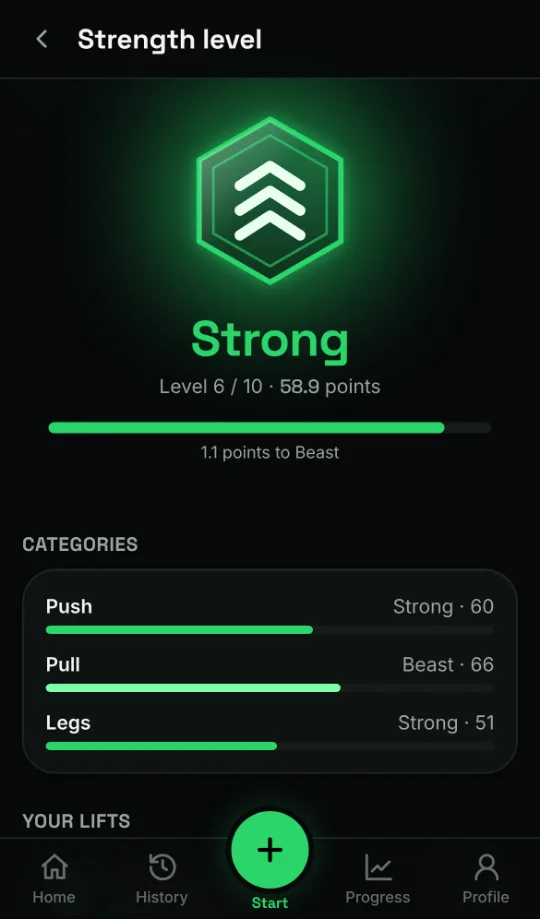 Strength level
Strong
Level 6 / 10 · 58.9 points
1.1 points to Beast
CATEGORIES
Push Strong · 60
Pull Beast · 66
Legs Strong · 51
YOUR LIFTS
Home History Start Progress Profile